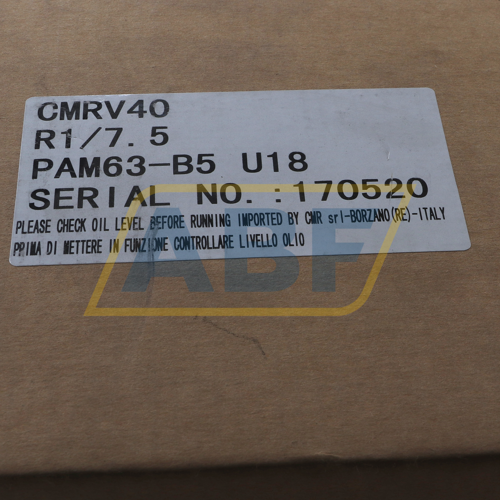 CMRV40
R1/7.5
PAM63-B5 U18
SERIAL NO.:170520
PLEASE CHECK OIL LEVEL BEFORE RUNNING IMPORTED BY CMR srl-BORZANO(RE)-ITALY
PRIMA DI METTERE IN FUNZIONE CONTROLLARE LIVELLO OLIO
ABF